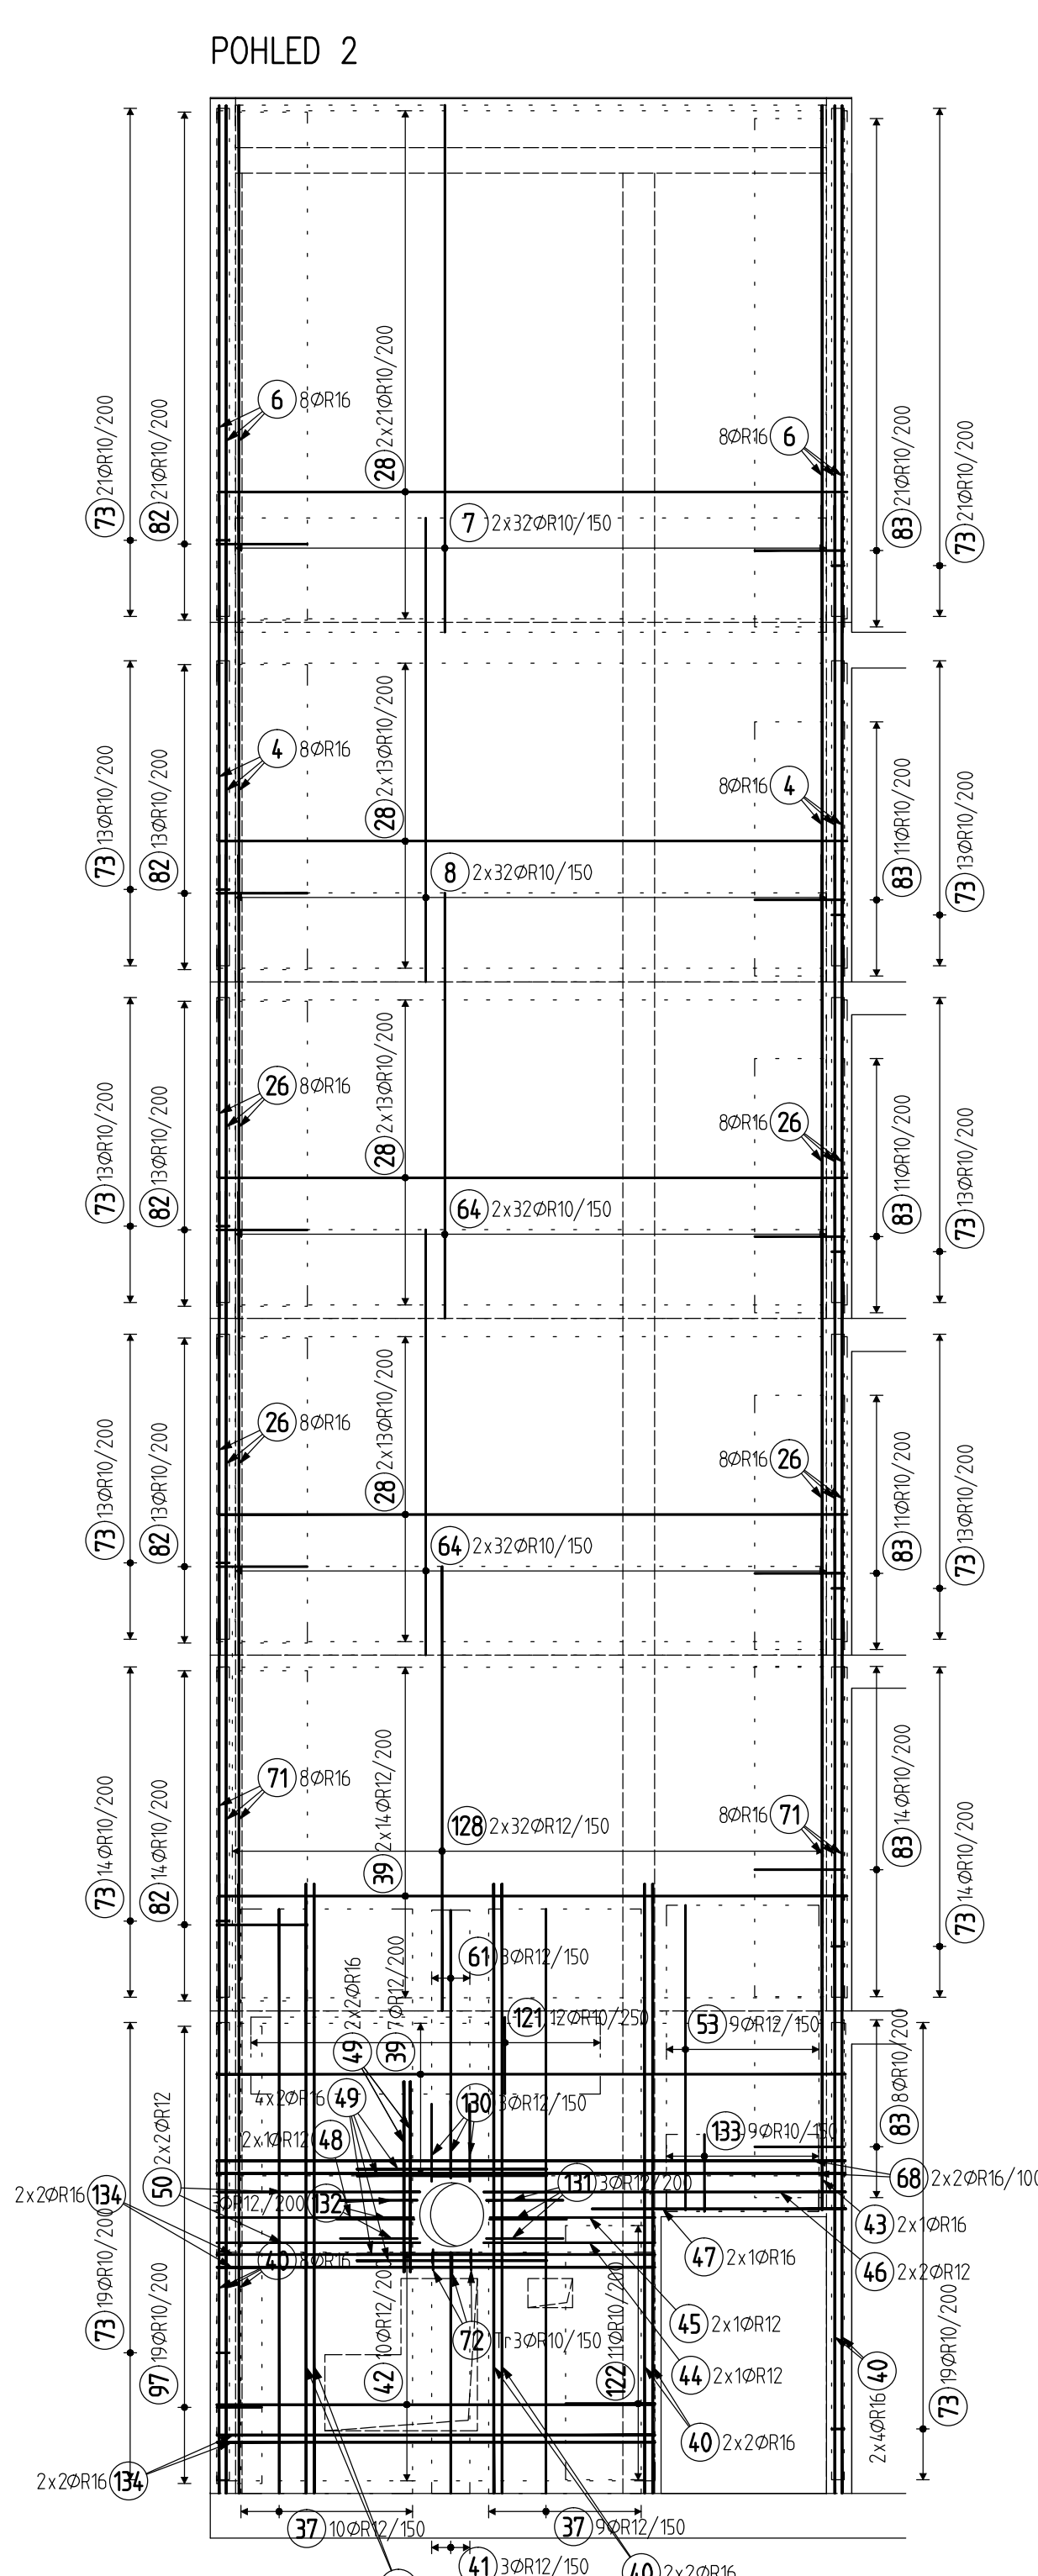 POHLED 2
6 8ØR16
28 2x21ØR10/200
8ØR16 6
73 21ØR10/200
82 21ØR10/200
83 21ØR10/200
73 21ØR10/200
7 2x32ØR10/150
4 8ØR16
28 2x13ØR10/200
8ØR16 4
73 13ØR10/200
82 13ØR10/200
83 11ØR10/200
73 13ØR10/200
8 2x32ØR10/150
26 8ØR16
28 2x13ØR10/200
8ØR16 26
73 13ØR10/200
82 13ØR10/200
83 11ØR10/200
73 13ØR10/200
64 2x32ØR10/150
26 8ØR16
28 2x13ØR10/200
8ØR16 26
73 13ØR10/200
82 13ØR10/200
83 11ØR10/200
73 13ØR10/200
64 2x32ØR10/150
71 8ØR16
39 2x14ØR12/200
8ØR16 71
128 2x32ØR12/150
73 14ØR10/200
82 14ØR10/200
83 14ØR10/200
73 14ØR10/200
61 3ØR12/150
49 2x2ØR16
39 7ØR12/200
121 12ØR10/250
53 9ØR12/150
83 8ØR10/200
4x2ØR16 49
130 3ØR12/150
2x1ØR12 48
133 9ØR10/150
50 2x2ØR12
2x2ØR16 134
3ØR12/200 132
131 3ØR12/200
68 2x2ØR16/100
43 2x1ØR16
47 2x1ØR16
46 2x2ØR12
40 8ØR16
73 19ØR10/200
97 19ØR10/200
42 10ØR12/200
72 Tr3ØR10/150
122 11ØR10/200
45 2x1ØR12
44 2x1ØR12
40 2x4ØR16
73 19ØR10/200
40 2x2ØR16
2x2ØR16 134
37 10ØR12/150
37 9ØR12/150
41 3ØR12/150
40 2x2ØR16